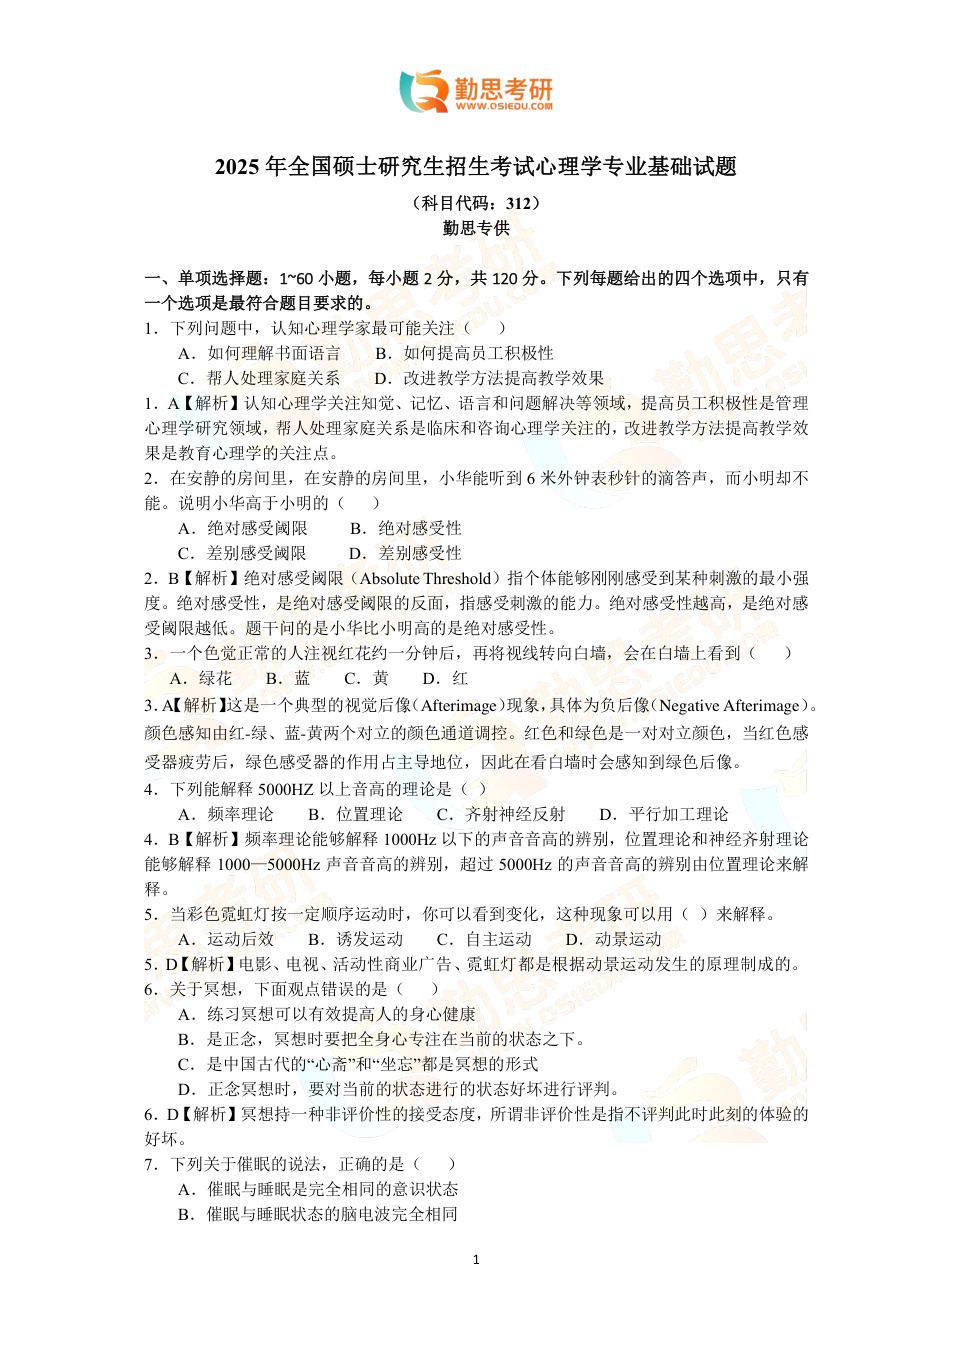 勤思考研
WWW.OSIEDU.COM
2025 年全国硕士研究生招生考试心理学专业基础试题
（科目代码：312）
勤思专供
一、单项选择题：1~60 小题，每小题 2 分，共 120 分。下列每题给出的四个选项中，只有
一个选项是最符合题目要求的。
1．下列问题中，认知心理学家最可能关注（　　）
A．如何理解书面语言　　B．如何提高员工积极性
C．帮人处理家庭关系　　D．改进教学方法提高教学效果
1．A【解析】认知心理学关注知觉、记忆、语言和问题解决等领域，提高员工积极性是管理
心理学研究领域，帮人处理家庭关系是临床和咨询心理学关注的，改进教学方法提高教学效
果是教育心理学的关注点。
2．在安静的房间里，在安静的房间里，小华能听到 6 米外钟表秒针的滴答声，而小明却不
能。说明小华高于小明的（　　）
A．绝对感受阈限　　B．绝对感受性
C．差别感受阈限　　D．差别感受性
2．B【解析】绝对感受阈限（Absolute Threshold）指个体能够刚刚感受到某种刺激的最小强
度。绝对感受性，是绝对感受阈限的反面，指感受刺激的能力。绝对感受性越高，是绝对感
受阈限越低。题干问的是小华比小明高的是绝对感受性。
3．一个色觉正常的人注视红花约一分钟后，再将视线转向白墙，会在白墙上看到（　　）
A．绿花　　B．蓝　　C．黄　　D．红
3．A【解析】这是一个典型的视觉后像（Afterimage）现象，具体为负后像（Negative Afterimage）。
颜色感知由红-绿、蓝-黄两个对立的颜色通道调控。红色和绿色是一对对立颜色，当红色感
受器疲劳后，绿色感受器的作用占主导地位，因此在看白墙时会感知到绿色后像。
4．下列能解释 5000HZ 以上音高的理论是（ ）
A．频率理论　　B．位置理论　　C．齐射神经反射　　D．平行加工理论
4．B【解析】频率理论能够解释 1000Hz 以下的声音音高的辨别，位置理论和神经齐射理论
能够解释 1000—5000Hz 声音音高的辨别，超过 5000Hz 的声音音高的辨别由位置理论来解
释。
5．当彩色霓虹灯按一定顺序运动时，你可以看到变化，这种现象可以用（ ）来解释。
A．运动后效　　B．诱发运动　　C．自主运动　　D．动景运动
5．D【解析】电影、电视、活动性商业广告、霓虹灯都是根据动景运动发生的原理制成的。
6．关于冥想，下面观点错误的是（　　）
A．练习冥想可以有效提高人的身心健康
B．是正念，冥想时要把全身心专注在当前的状态之下。
C．是中国古代的“心斋”和“坐忘”都是冥想的形式
D．正念冥想时，要对当前的状态进行的状态好坏进行评判。
6．D【解析】冥想持一种非评价性的接受态度，所谓非评价性是指不评判此时此刻的体验的
好坏。
7．下列关于催眠的说法，正确的是（　　）
A．催眠与睡眠是完全相同的意识状态
B．催眠与睡眠状态的脑电波完全相同
1